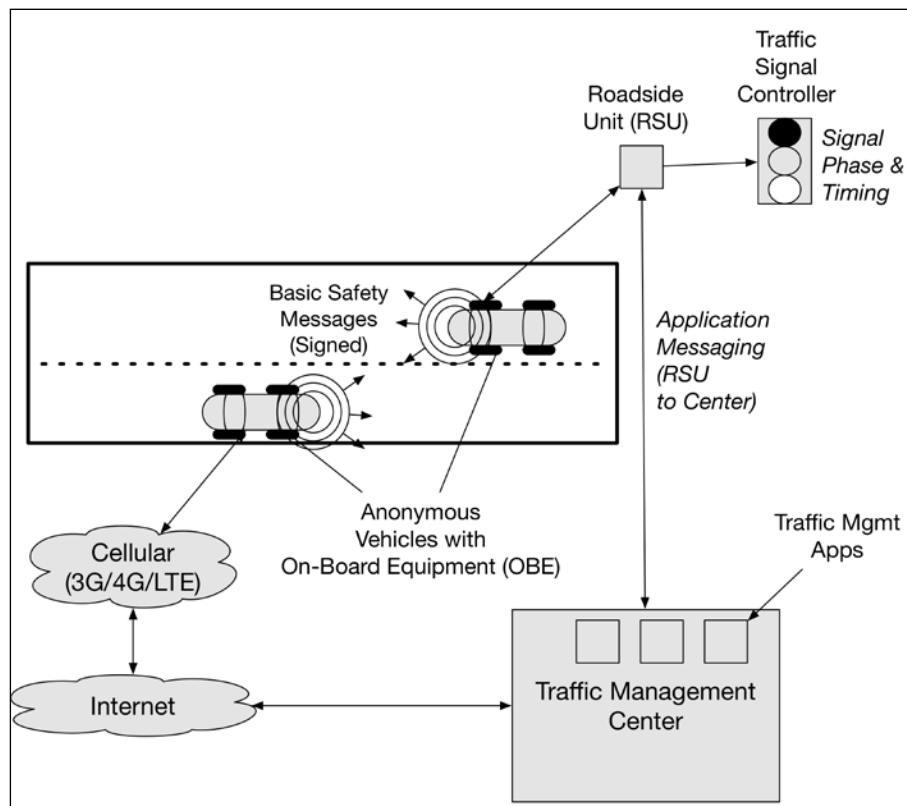 Traffic
Signal
Controller
Roadside
Unit (RSU)
Signal
Phase &
Timing
Basic Safety
Messages
(Signed)
Application
Messaging
(RSU
to Center)
Anonymous
Vehicles with
On-Board Equipment (OBE)
Cellular
(3G/4G/LTE)
Traffic Mgmt
Apps
Internet
Traffic Management
Center